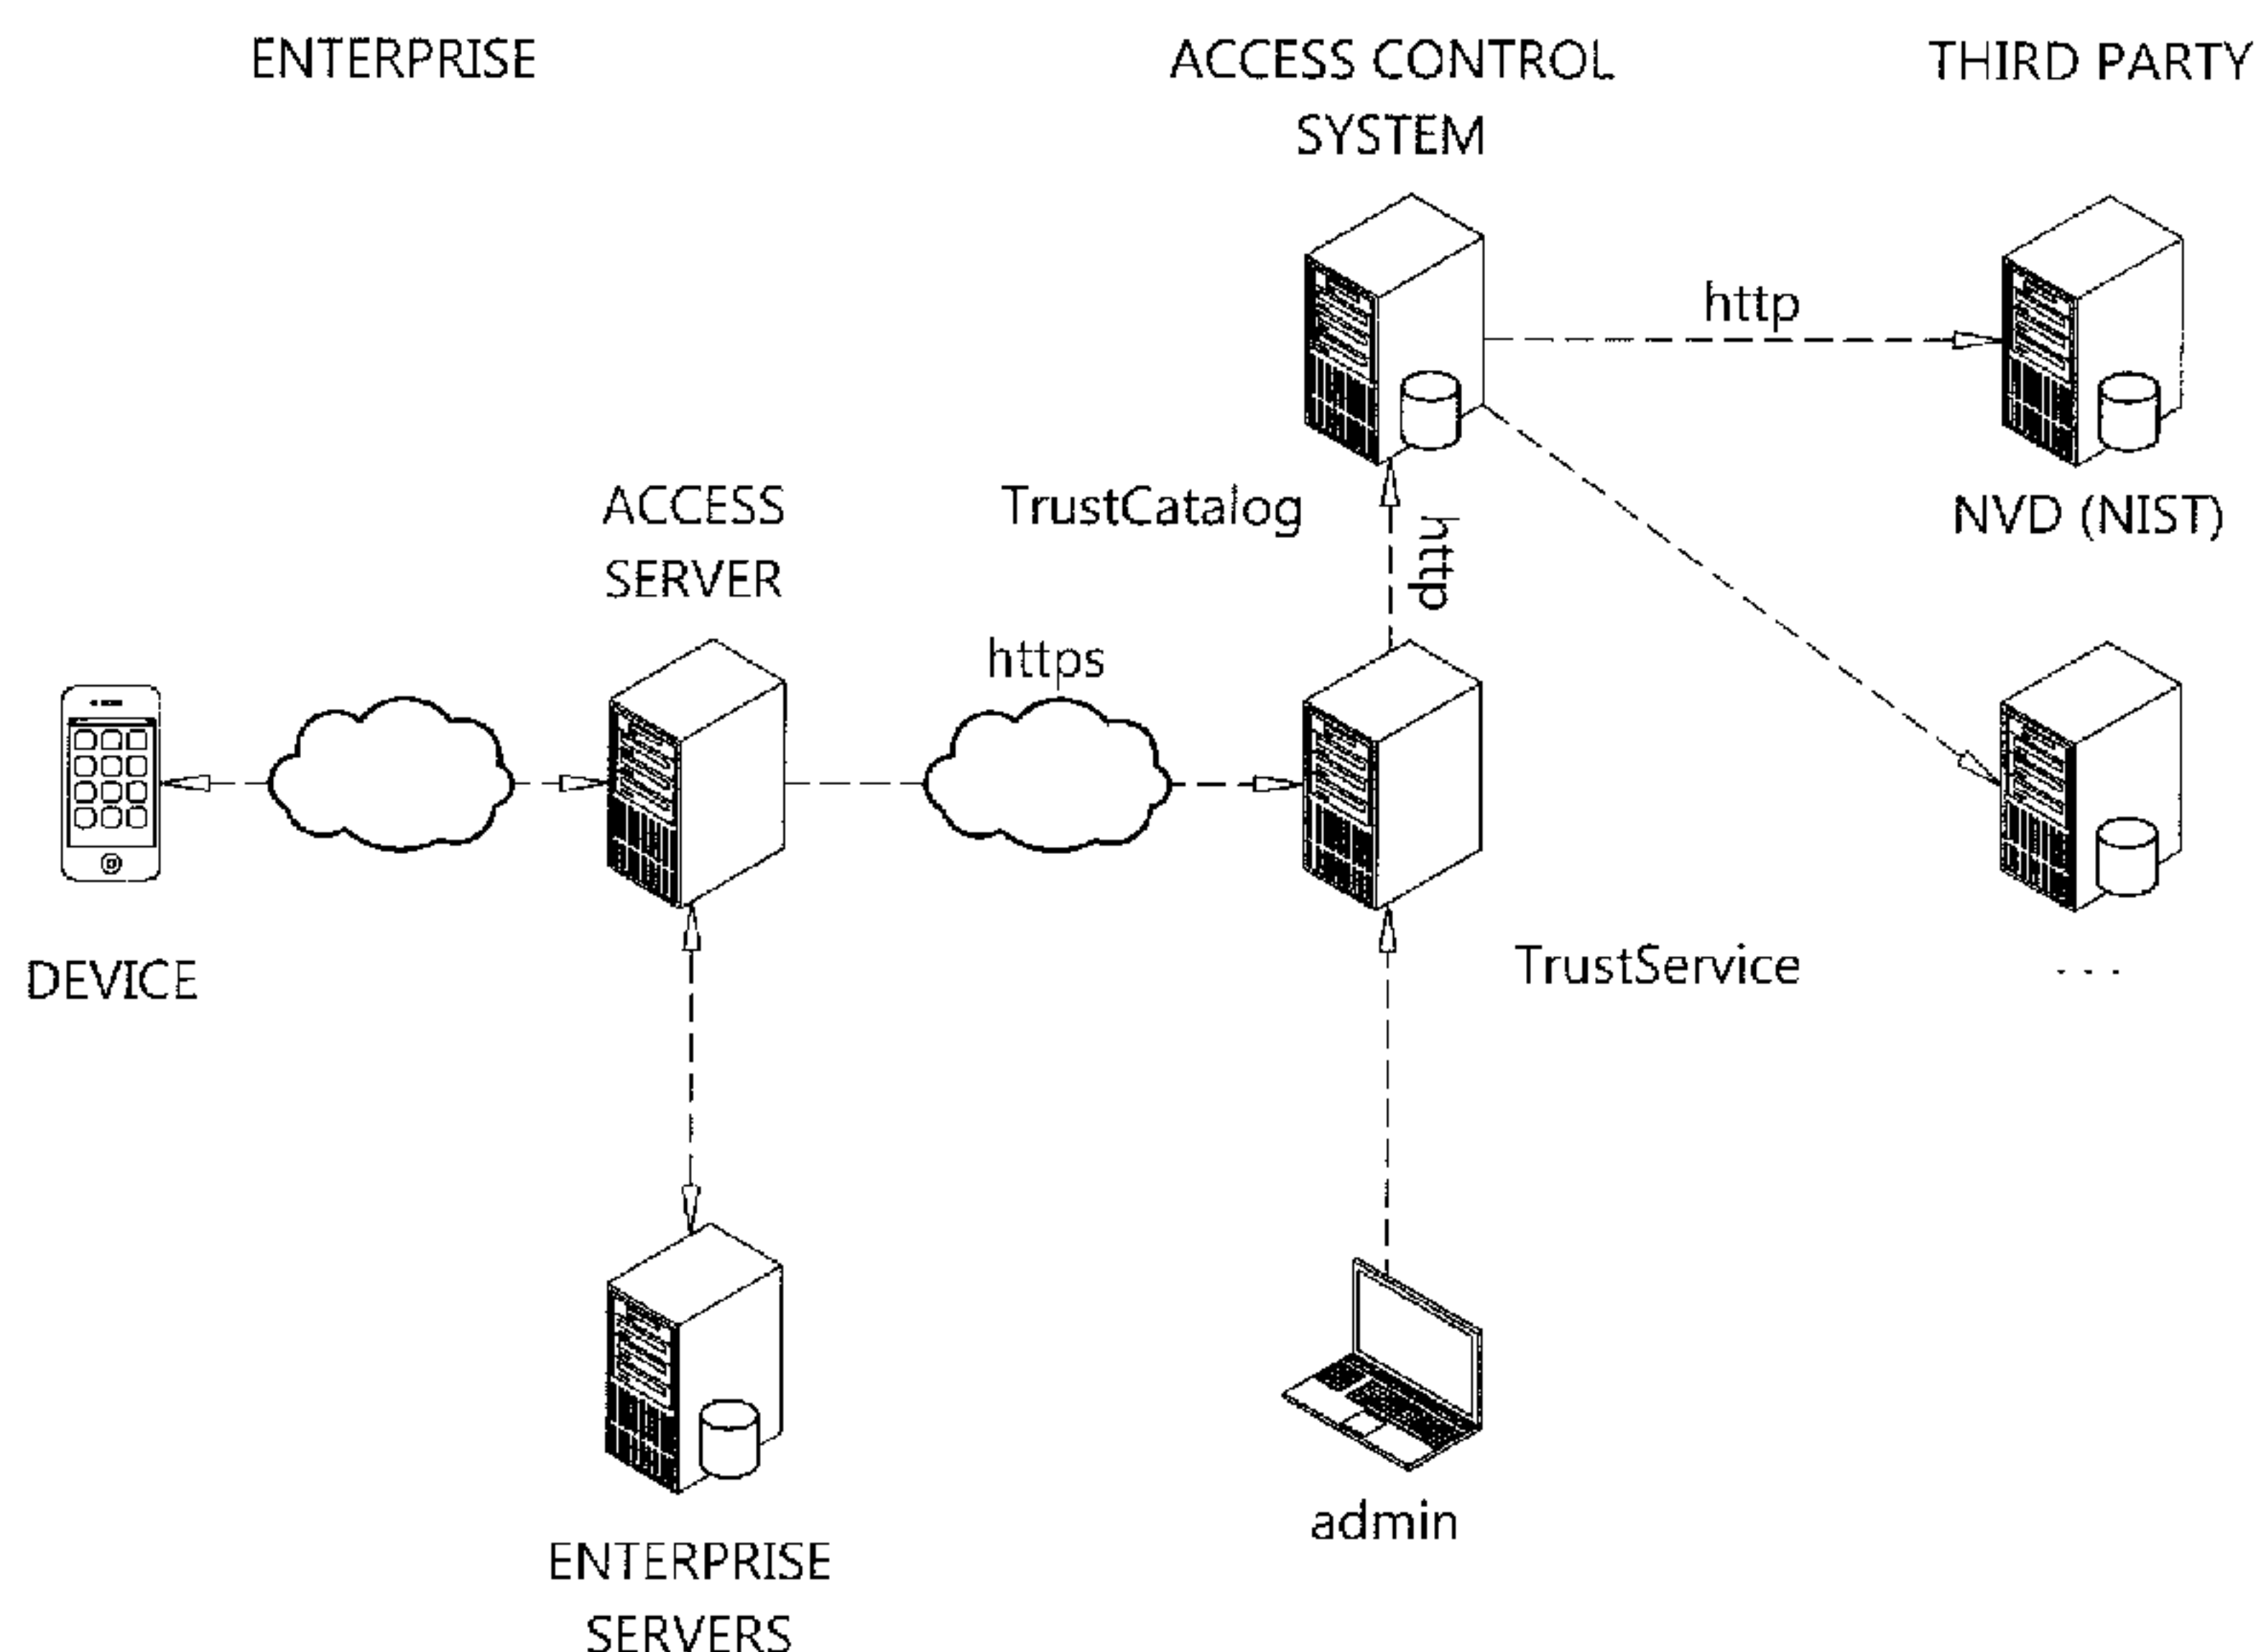 ENTERPRISE
ACCESS CONTROL
SYSTEM
THIRD PARTY
http
ACCESS
SERVER
TrustCatalog
http
NVD (NIST)
https
DEVICE
TrustService
...
admin
ENTERPRISE
SERVERS